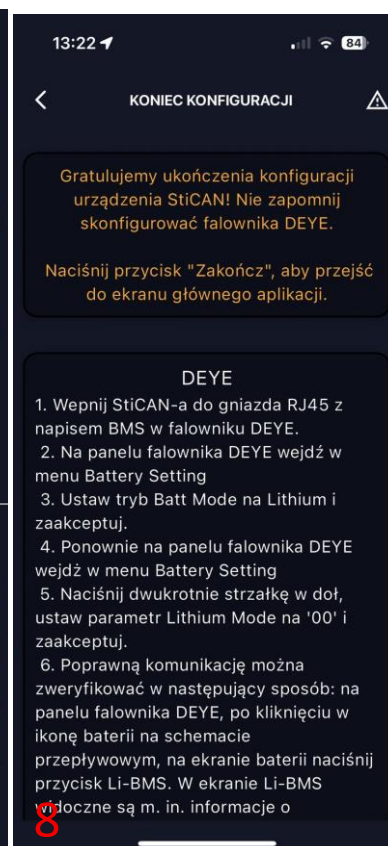 13:22
84
KONIEC KONFIGURACJI
Gratulujemy ukończenia konfiguracji
urządzenia StiCAN! Nie zapomnij
skonfigurować falownika DEYE.
Naciśnij przycisk "Zakończ", aby przejść
do ekranu głównego aplikacji.
DEYE
1. Wepnij StiCAN-a do gniazda RJ45 z
napisem BMS w falowniku DEYE.
2. Na panelu falownika DEYE wejdź w
menu Battery Setting
3. Ustaw tryb Batt Mode na Lithium i
zaakceptuj.
4. Ponownie na panelu falownika DEYE
wejdż w menu Battery Setting
5. Naciśnij dwukrotnie strzałkę w doł,
ustaw parametr Lithium Mode na '00' i
zaakceptuj.
6. Poprawną komunikację można
zweryfikować w następujący sposób: na
panelu falownika DEYE, po kliknięciu w
ikonę baterii na schemacie
przepływowym, na ekranie baterii naciśnij
przycisk Li-BMS. W ekranie Li-BMS
widoczne są m. in. informacje o
8